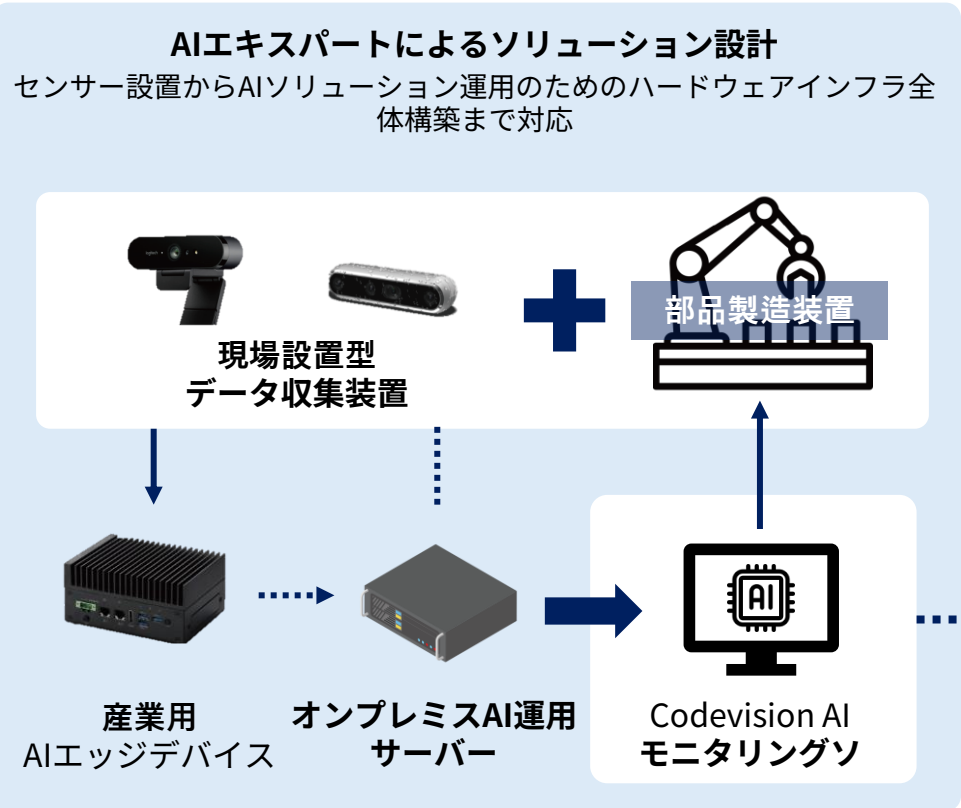 AIエキスパートによるソリューション設計
センサー設置からAIソリューション運用のためのハードウェアインフラ全
体構築まで対応
部品製造装置
現場設置型
データ収集装置
AI
産業用
AIエッジデバイス
オンプレミスAI運用
サーバー
Codevision AI
モニタリングソ